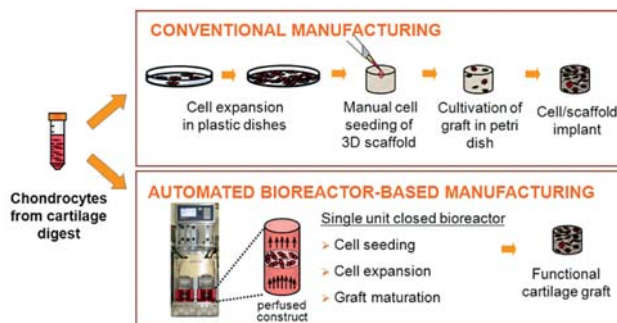 CONVENTIONAL MANUFACTURING
Cell expansion
in plastic dishes
Manual cell
seeding of
3D scaffold
Cultivation of
graft in petri
dish
Cell/scaffold
implant
Chondrocytes
from cartilage
digest
AUTOMATED BIOREACTOR-BASED MANUFACTURING
perfused
construct
Single unit closed bioreactor
➢ Cell seeding
➢ Cell expansion
➢ Graft maturation
Functional
cartilage graft